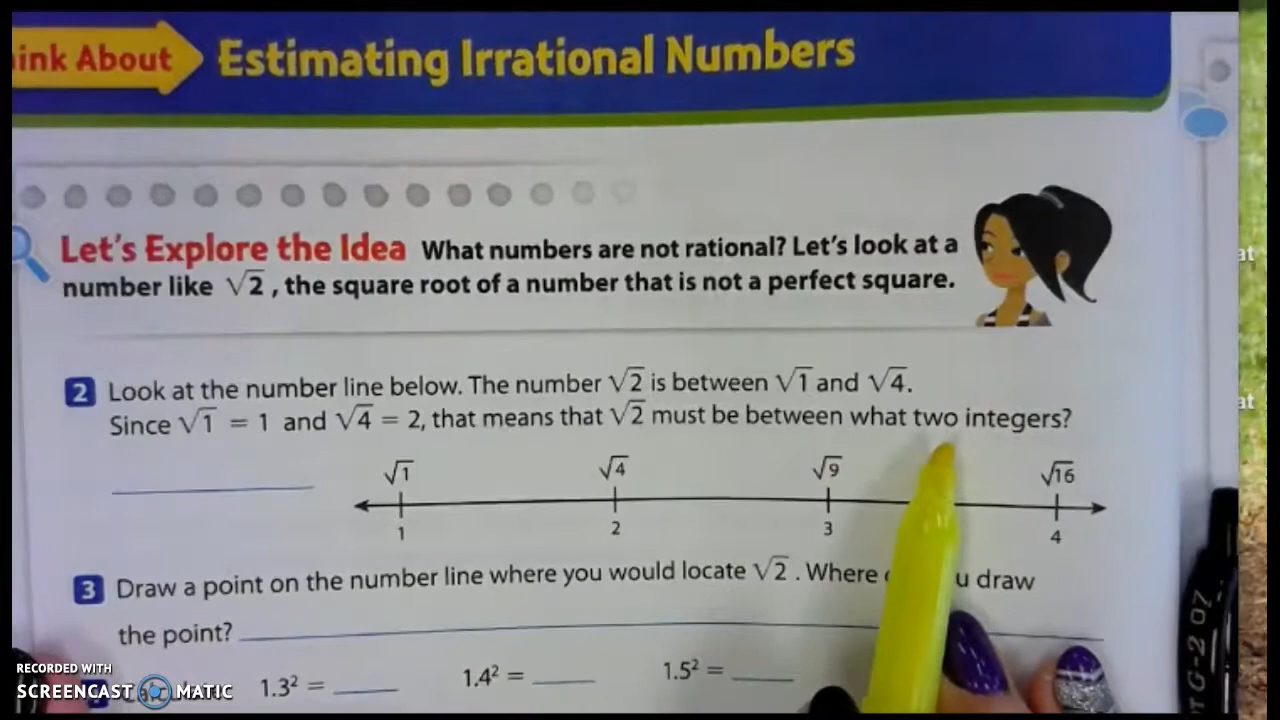 ink About Estimating Irrational Numbers
Let's Explore the Idea What numbers are not rational? Let's look at a
number like √2, the square root of a number that is not a perfect square.
2 Look at the number line below. The number √2 is between √1 and √4.
Since √1 = 1 and √4 = 2, that means that √2 must be between what two integers?
√1 √4 √9 √16
1 2 3 4
3 Draw a point on the number line where you would locate √2. Where u draw
the point?
1.3² = 1.4² = 1.5² =
RECORDED WITH
SCREENCAST MATIC
G-2 07
at
at